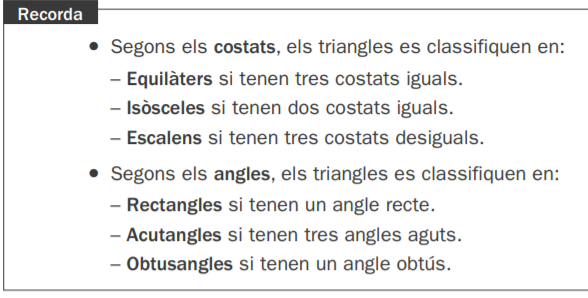 Recorda
● Segons els costats, els triangles es classifiquen en:
– Equilàters si tenen tres costats iguals.
– Isòsceles si tenen dos costats iguals.
– Escalens si tenen tres costats desiguals.
● Segons els angles, els triangles es classifiquen en:
– Rectangles si tenen un angle recte.
– Acutangles si tenen tres angles aguts.
– Obtusangles si tenen un angle obtús.